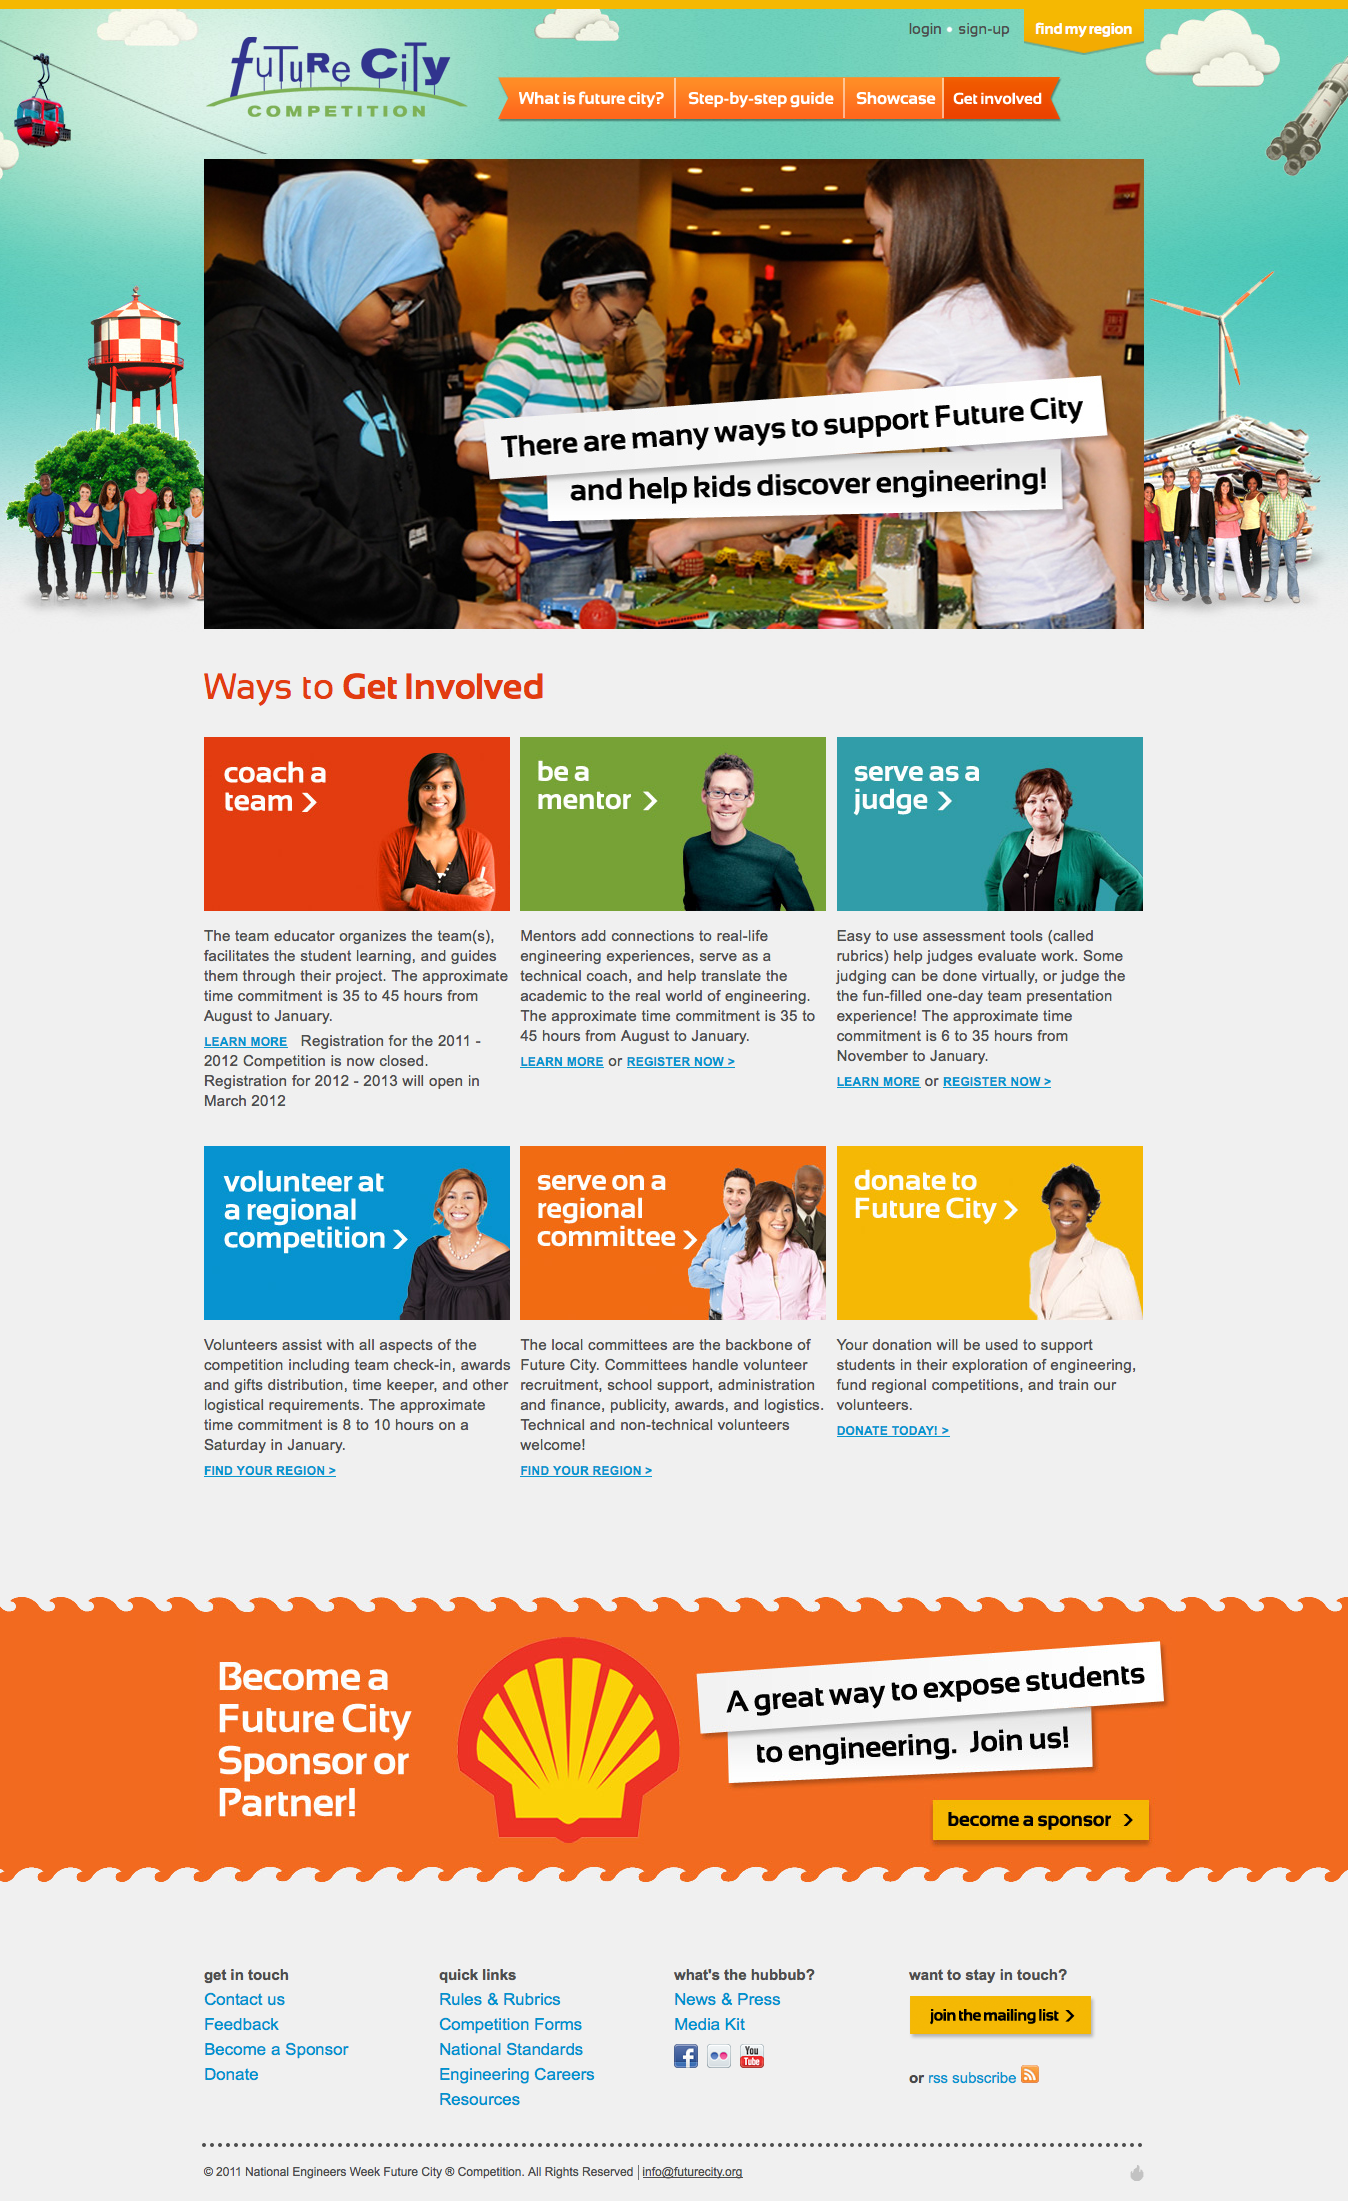 login • sign-up
find my region
fuTuRe CiTy
COMPETITION
What is future city?
Step-by-step guide
Showcase
Get involved
There are many ways to support Future City
and help kids discover engineering!
Ways to Get Involved
coach a
team >
be a
mentor >
serve as a
judge >
The team educator organizes the team(s),
facilitates the student learning, and guides
them through their project. The approximate
time commitment is 35 to 45 hours from
August to January.
LEARN MORE Registration for the 2011 -
2012 Competition is now closed.
Registration for 2012 - 2013 will open in
March 2012
Mentors add connections to real-life
engineering experiences, serve as a
technical coach, and help translate the
academic to the real world of engineering.
The approximate time commitment is 35 to
45 hours from August to January.
LEARN MORE or REGISTER NOW >
Easy to use assessment tools (called
rubrics) help judges evaluate work. Some
judging can be done virtually, or judge the
the fun-filled one-day team presentation
experience! The approximate time
commitment is 6 to 35 hours from
November to January.
LEARN MORE or REGISTER NOW >
volunteer at
a regional
competition >
serve on a
regional
committee >
donate to
Future City >
Volunteers assist with all aspects of the
competition including team check-in, awards
and gifts distribution, time keeper, and other
logistical requirements. The approximate
time commitment is 8 to 10 hours on a
Saturday in January.
FIND YOUR REGION >
The local committees are the backbone of
Future City. Committees handle volunteer
recruitment, school support, administration
and finance, publicity, awards, and logistics.
Technical and non-technical volunteers
welcome!
FIND YOUR REGION >
Your donation will be used to support
students in their exploration of engineering,
fund regional competitions, and train our
volunteers.
DONATE TODAY! >
Become a
Future City
Sponsor or
Partner!
A great way to expose students
to engineering. Join us!
become a sponsor >
get in touch
Contact us
Feedback
Become a Sponsor
Donate
quick links
Rules & Rubrics
Competition Forms
National Standards
Engineering Careers
Resources
what's the hubbub?
News & Press
Media Kit
You
Tube
want to stay in touch?
join the mailing list >
or rss subscribe
© 2011 National Engineers Week Future City ® Competition. All Rights Reserved | info@futurecity.org